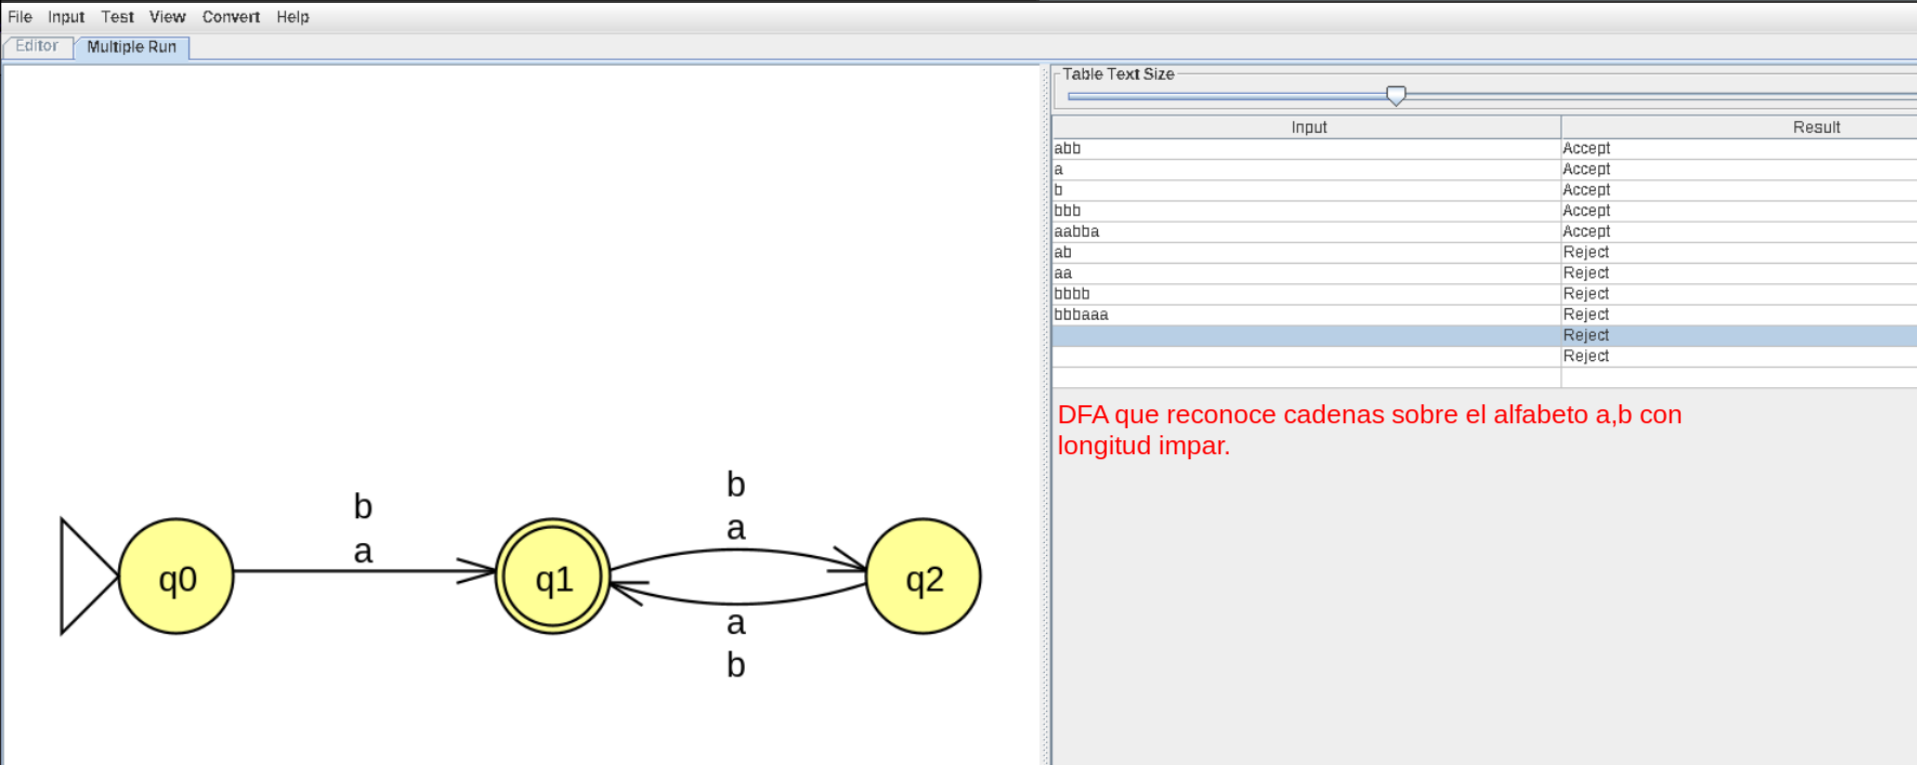 File Input Test View Convert Help
Editor Multiple Run
Table Text Size
Input Result
abb Accept
a Accept
b Accept
bbb Accept
aabba Accept
ab Reject
aa Reject
bbbb Reject
bbbaaa Reject
Reject
Reject
DFA que reconoce cadenas sobre el alfabeto a,b con
longitud impar.
b
a
b
a
q0
q1
q2
a
b